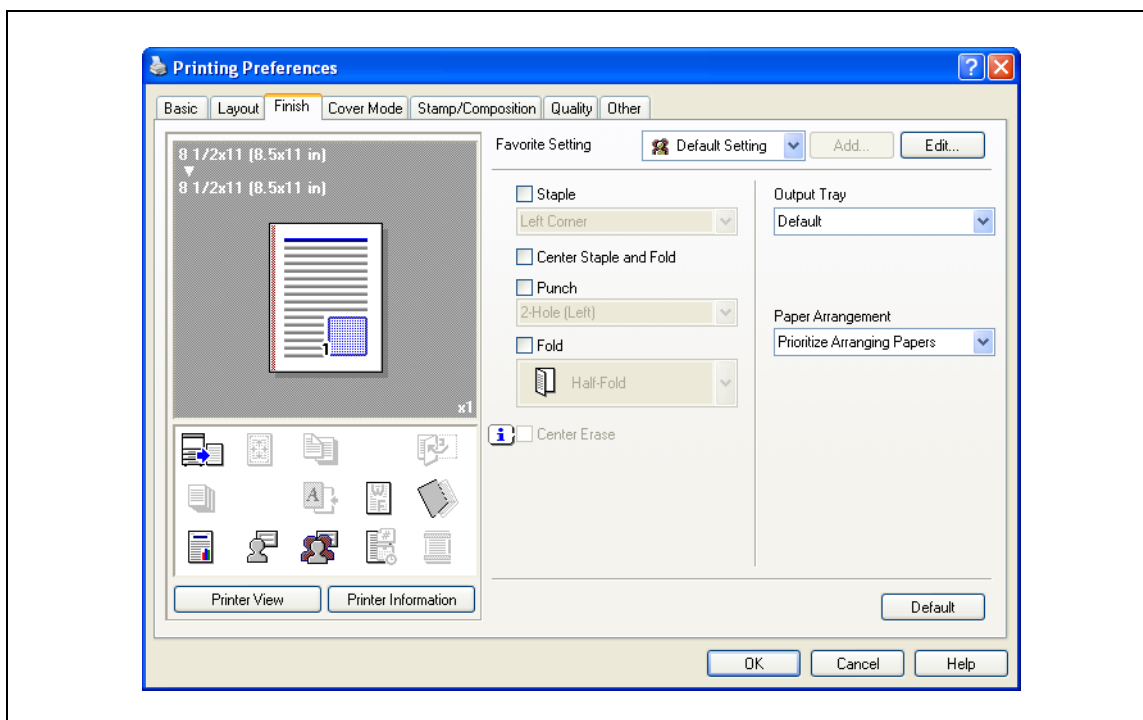 Printing Preferences
Basic Layout Finish Cover Mode Stamp/Composition Quality Other
8 1/2x11 (8.5x11 in)
8 1/2x11 (8.5x11 in)
1
x1
Printer View Printer Information
Favorite Setting Default Setting Add... Edit...
Staple
Left Corner
Center Staple and Fold
Punch
2-Hole (Left)
Fold
Half-Fold
Center Erase
Output Tray
Default
Paper Arrangement
Prioritize Arranging Papers
Default
OK Cancel Help